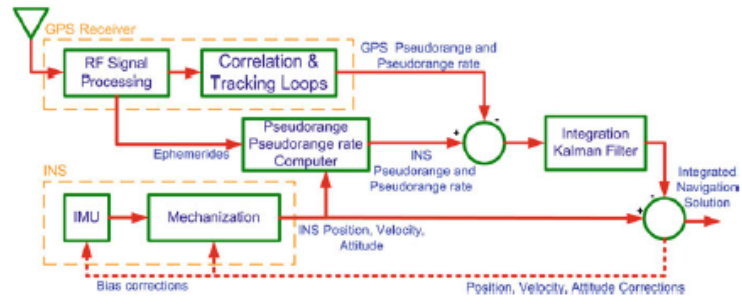 GPS Receiver
RF Signal
Processing
Correlation &
Tracking Loops
GPS Pseudorange and
Pseudorange rate
-
Ephemerides
Pseudorange
Pseudorange rate
Computer
+
INS
Pseudorange and
Pseudorange rate
Integration
Kalman Filter
Integrated
Navigation
Solution
INS
IMU
Mechanization
INS Position, Velocity,
Attitude
+
-
Bias corrections
Position, Velocity, Attitude Corrections